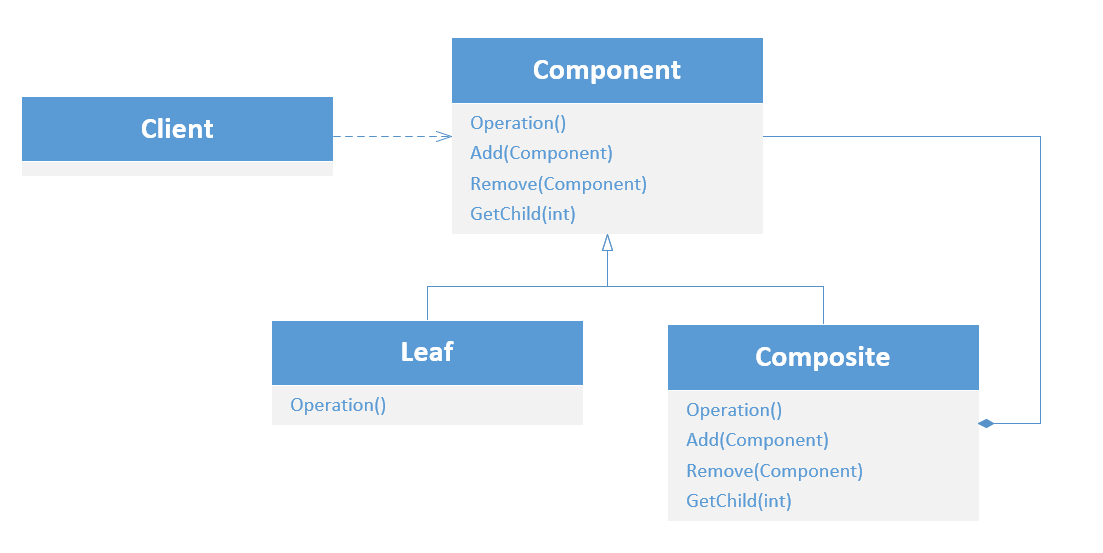 Client
Component
Operation()
Add(Component)
Remove(Component)
GetChild(int)
Leaf
Operation()
Composite
Operation()
Add(Component)
Remove(Component)
GetChild(int)